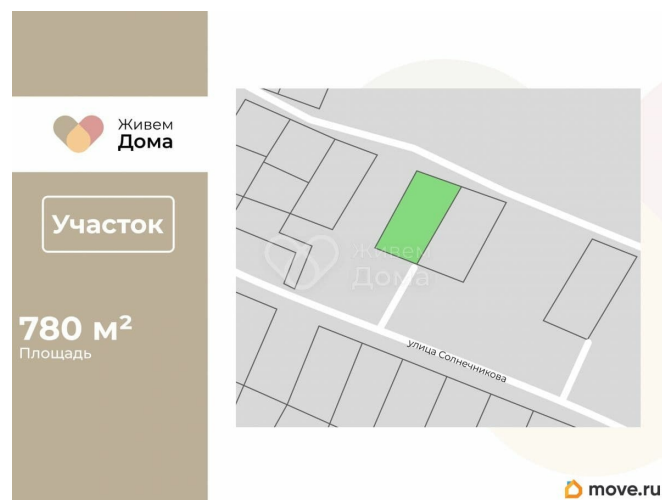 Живем
Дома
Участок
780 м²
Площадь
Живем
Дома
улица Солнечникова
move.ru